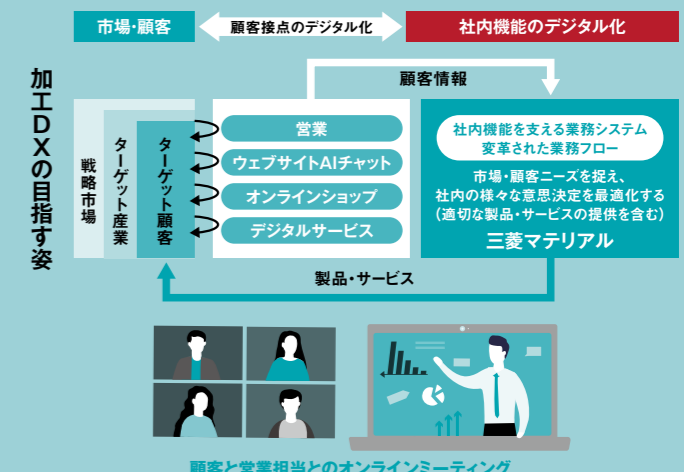 市場・顧客
顧客接点のデジタル化
社内機能のデジタル化
加工DXの目指す姿
顧客情報
戦略市場
ターゲット産業
ターゲット顧客
営業
ウェブサイトAIチャット
オンラインショップ
デジタルサービス
社内機能を支える業務システム
変革された業務フロー
市場・顧客ニーズを捉え、
社内の様々な意思決定を最適化する
(適切な製品・サービスの提供を含む)
三菱マテリアル
製品・サービス
顧客と営業担当とのオンラインミーティング